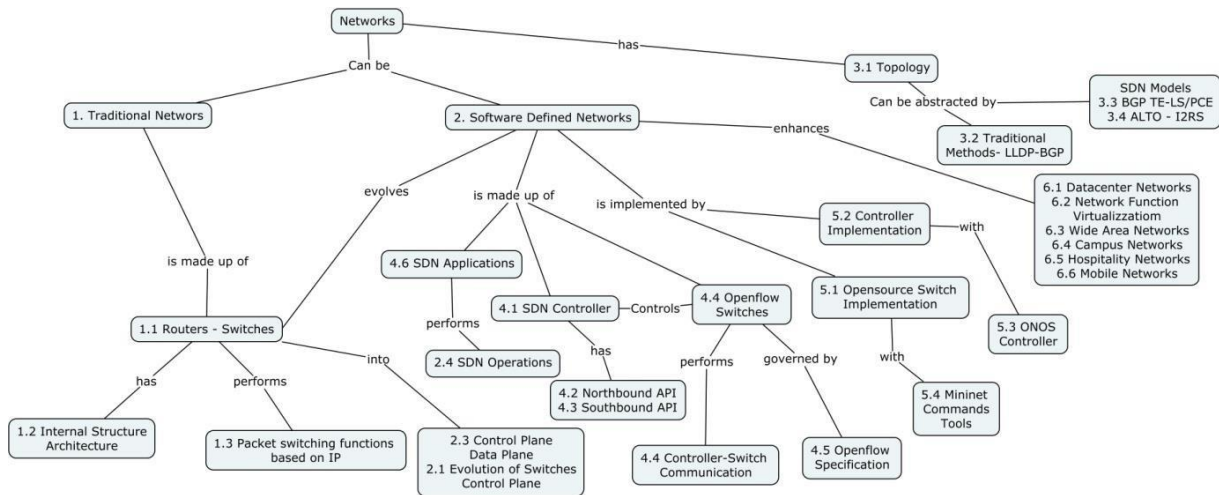 Networks
has
3.1 Topology
Can be
SDN Models
3.3 BGP TE-LS/PCE
3.4 ALTO - I2RS
Can be abstracted by
1. Traditional Networs
2. Software Defined Networks
enhances
3.2 Traditional
Methods- LLDP-BGP
evolves
is made up of
is implemented by
6.1 Datacenter Networks
6.2 Network Function
Virtualizzatiom
6.3 Wide Area Networks
6.4 Campus Networks
6.5 Hospitality Networks
6.6 Mobile Networks
5.2 Controller
Implementation
with
is made up of
4.6 SDN Applications
4.1 SDN Controller
Controls
4.4 Openflow
Switches
5.1 Opensource Switch
Implementation
5.3 ONOS
Controller
1.1 Routers - Switches
performs
2.4 SDN Operations
has
performs
into
has
performs
governed by
with
4.2 Northbound API
4.3 Southbound API
5.4 Mininet
Commands
Tools
1.2 Internal Structure
Architecture
1.3 Packet switching functions
based on IP
2.3 Control Plane
Data Plane
2.1 Evolution of Switches
Control Plane
4.4 Controller-Switch
Communication
4.5 Openflow
Specification